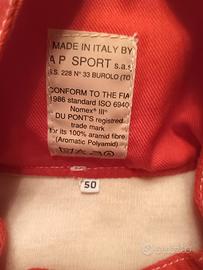 MADE IN ITALY BY
A P SPORT s.a.
S.S. 228 N° 33 BUROLO (TO
CONFORM TO THE FIA
1986 standard ISO 6940
Nomex® III®
DU PONT'S registred
trade mark
for its 100% aramid fibre
(Aromatic Polyamid)
50
subito